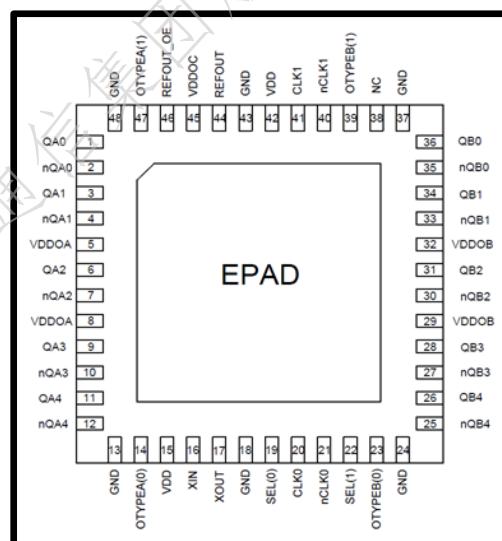 GND
OTYPEA(1)
REFOUT_OE
VDDOC
REFOUT
GND
VDD
CLK1
nCLK1
OTYPEB(1)
NC
GND
48 47 46 45 44 43 42 41 40 39 38 37
QA0 1 36 QB0
nQA0 2 35 nQB0
QA1 3 34 QB1
nQA1 4 33 nQB1
VDDOA 5 32 VDDOB
QA2 6 31 QB2
nQA2 7 30 nQB2
VDDOA 8 29 VDDOB
QA3 9 28 QB3
nQA3 10 27 nQB3
QA4 11 26 QB4
nQA4 12 25 nQB4
EPAD
13 14 15 16 17 18 19 20 21 22 23 24
GND
OTYPEA(0)
VDD
XIN
XOUT
GND
SEL(0)
CLK0
nCLK0
SEL(1)
OTYPEB(0)
GND
通信集团